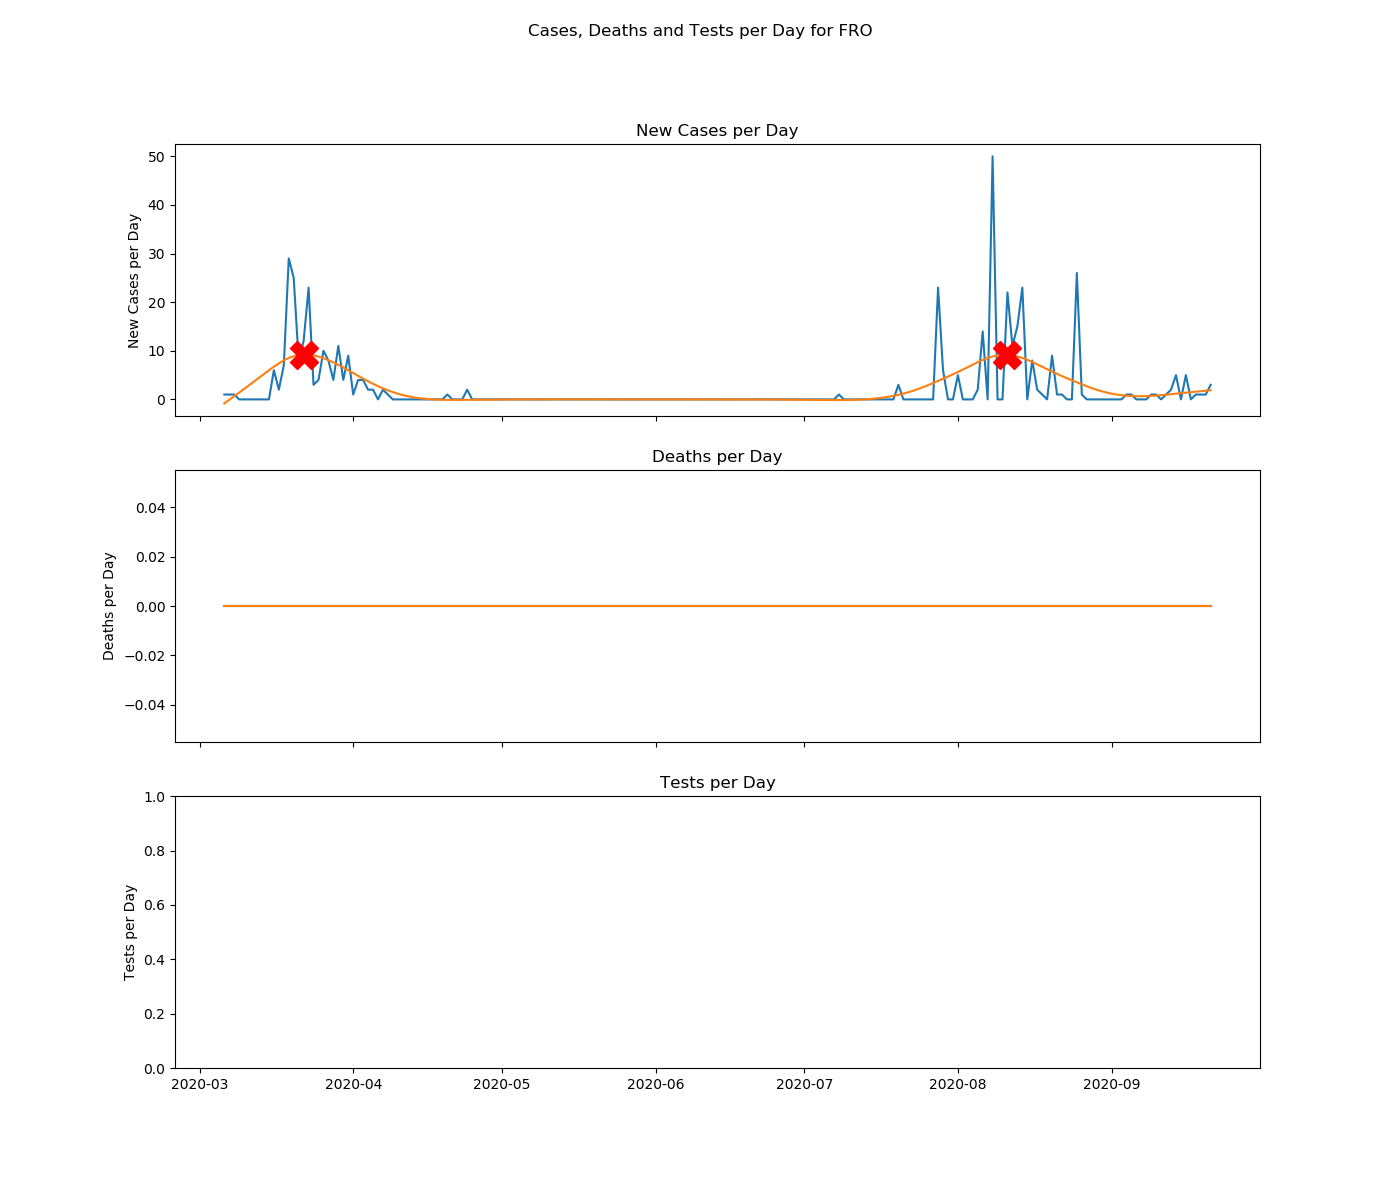 Cases, Deaths and Tests per Day for FRO
New Cases per Day
New Cases per Day
50
40
30
20
10
0
Deaths per Day
Deaths per Day
0.04
0.02
0.00
−0.02
−0.04
Tests per Day
Tests per Day
1.0
0.8
0.6
0.4
0.2
0.0
2020-03 2020-04 2020-05 2020-06 2020-07 2020-08 2020-09